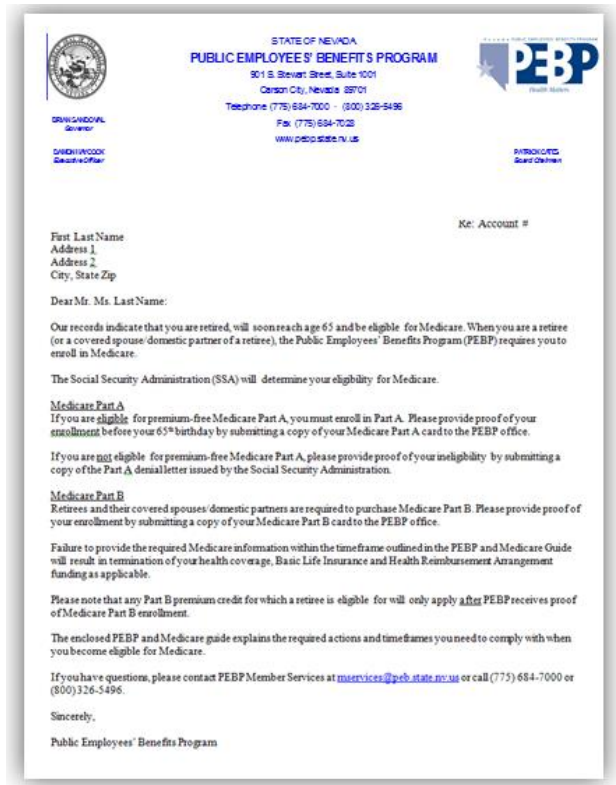 STATE OF NEVADA
PUBLIC EMPLOYEES' BENEFITS PROGRAM
901 S. Stewart Street, Suite 1001
Carson City, Nevada 89701
Telephone (775) 684-7000 · (800) 326-5496
Fax (775) 684-7028
www.pebp.state.nv.us
BRIAN SANDOVAL
Governor
DAMON HAYCOCK
Executive Officer
PEBP
Health Matters
PATRICK CATES
Board Chairman
Re: Account #
First Last Name
Address 1
Address 2
City, State Zip
Dear Mr. Ms. Last Name:
Our records indicate that you are retired, will soon reach age 65 and be eligible for Medicare. When you are a retiree
(or a covered spouse/domestic partner of a retiree), the Public Employees' Benefits Program (PEBP) requires you to
enroll in Medicare.
The Social Security Administration (SSA) will determine your eligibility for Medicare.
Medicare Part A
If you are eligible for premium-free Medicare Part A, you must enroll in Part A. Please provide proof of your
enrollment before your 65th birthday by submitting a copy of your Medicare Part A card to the PEBP office.
If you are not eligible for premium-free Medicare Part A, please provide proof of your ineligibility by submitting a
copy of the Part A denial letter issued by the Social Security Administration.
Medicare Part B
Retirees and their covered spouses/domestic partners are required to purchase Medicare Part B. Please provide proof of
your enrollment by submitting a copy of your Medicare Part B card to the PEBP office.
Failure to provide the required Medicare information within the timeframe outlined in the PEBP and Medicare Guide
will result in termination of your health coverage, Basic Life Insurance and Health Reimbursement Arrangement
funding as applicable.
Please note that any Part B premium credit for which a retiree is eligible for will only apply after PEBP receives proof
of Medicare Part B enrollment.
The enclosed PEBP and Medicare guide explains the required actions and timeframes you need to comply with when
you become eligible for Medicare.
If you have questions, please contact PEBP Member Services at mservices@peb.state.nv.us or call (775) 684-7000 or
(800) 326-5496.
Sincerely,
Public Employees' Benefits Program